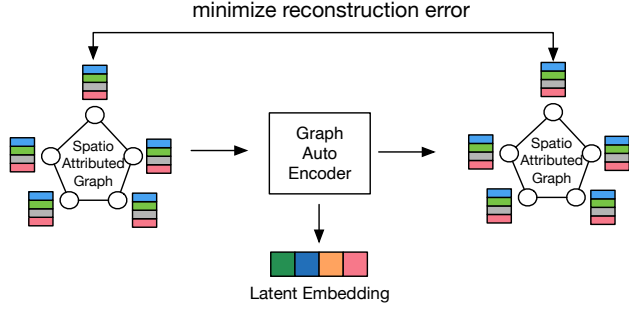 minimize reconstruction error
Spatio
Attributed
Graph
Graph
Auto
Encoder
Spatio
Attributed
Graph
Latent Embedding